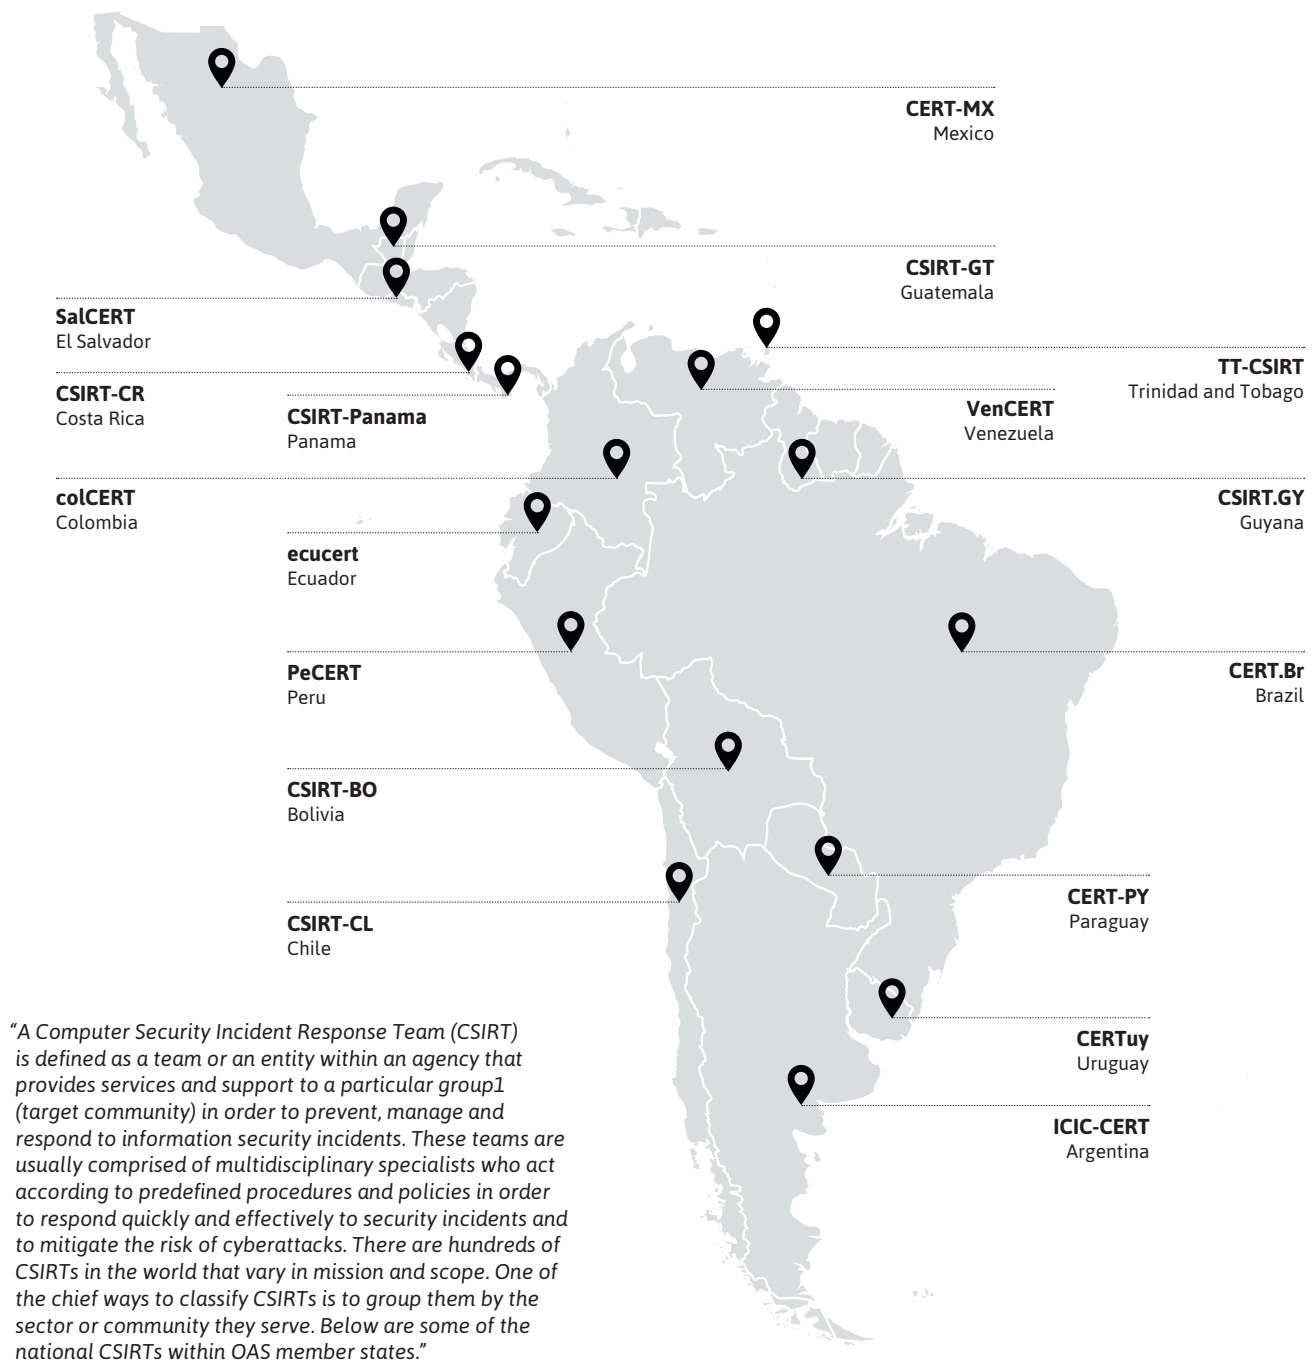 CERT-MX
Mexico
CSIRT-GT
Guatemala
SalCERT
El Salvador
TT-CSIRT
Trinidad and Tobago
CSIRT-CR
Costa Rica
CSIRT-Panama
Panama
VenCERT
Venezuela
colCERT
Colombia
CSIRT.GY
Guyana
ecucert
Ecuador
PeCERT
Peru
CERT.Br
Brazil
CSIRT-BO
Bolivia
CERT-PY
Paraguay
CSIRT-CL
Chile
CERTuy
Uruguay
ICIC-CERT
Argentina
“A Computer Security Incident Response Team (CSIRT)
is defined as a team or an entity within an agency that
provides services and support to a particular group1
(target community) in order to prevent, manage and
respond to information security incidents. These teams are
usually comprised of multidisciplinary specialists who act
according to predefined procedures and policies in order
to respond quickly and effectively to security incidents and
to mitigate the risk of cyberattacks. There are hundreds of
CSIRTs in the world that vary in mission and scope. One of
the chief ways to classify CSIRTs is to group them by the
sector or community they serve. Below are some of the
national CSIRTs within OAS member states.”